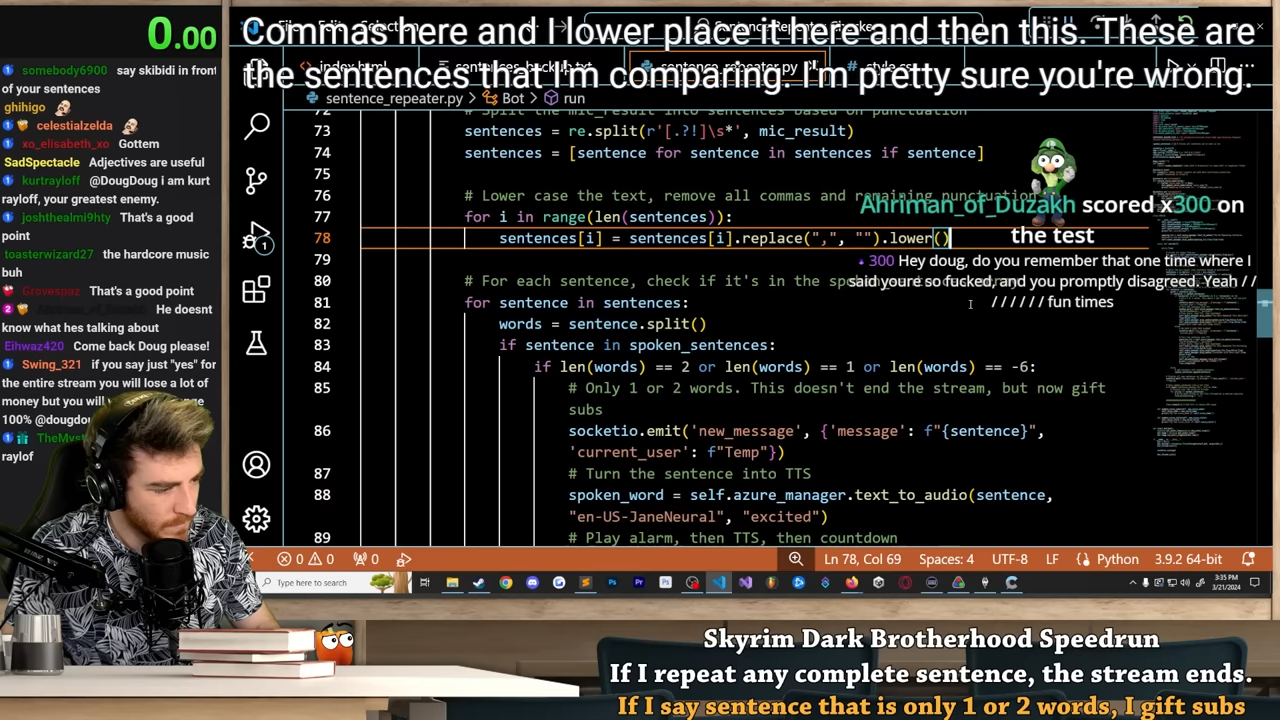 Commas here and I lower place it here and then this. These are
the sentences that I'm comparing. I'm pretty sure you're wrong.
0.00
somebody6900 say skibidi in front
of your sentences
ghihigo
celestialzelda
xo_elisabeth_xo Gottem
SadSpectacle Adjectives are useful
kurtrayloff @DougDoug i am kurt
rayloff, your greatest enemy.
joshthealmi9hty That's a good
point
toasterwizard27 the hardcore music
buh
Grovespaz That's a good point
He doesnt
know what hes talking about
Eihwaz420 Come back Doug please!
Swing_321 if you say just "yes" for
the entire stream you will lose a lot of
money but you will
100% @dougdou
raylof
sentence_repeater.py > Bot > run
73 sentences = re.split(r'[.?!]\s*', mic_result)
74 sentences = [sentence for sentence in sentences if sentence]
75
76 # Lower case the text, remove all commas and remaining punctuation
77 for i in range(len(sentences)):
78 sentences[i] = sentences[i].replace(",", "").lower()
79
80 # For each sentence, check if it's in the
81 for sentence in sentences:
82 words = sentence.split()
83 if sentence in spoken_sentences:
84 if len(words) == 2 or len(words) == 1 or len(words) == -6:
85 # Only 1 or 2 words. This doesn't end the stream, but now gift
subs
86 socketio.emit('new_message', {'message': f"{sentence}",
'current_user': f"Temp"})
87 # Turn the sentence into TTS
88 spoken_word = self.azure_manager.text_to_audio(sentence,
"en-US-JaneNeural", "excited")
89 # Play alarm, then TTS, then countdown
Ahriman_of_Duzakh scored x300 on
the test
300 Hey doug, do you remember that one time where I
said youre so fucked, and you promptly disagreed. Yeah / /
/ / / / / / fun times
0 0 0
Ln 78, Col 69 Spaces: 4 UTF-8 LF Python 3.9.2 64-bit
Type here to search
3:35 PM
3/21/2024
Skyrim Dark Brotherhood Speedrun
If I repeat any complete sentence, the stream ends.
If I say sentence that is only 1 or 2 words, I gift subs